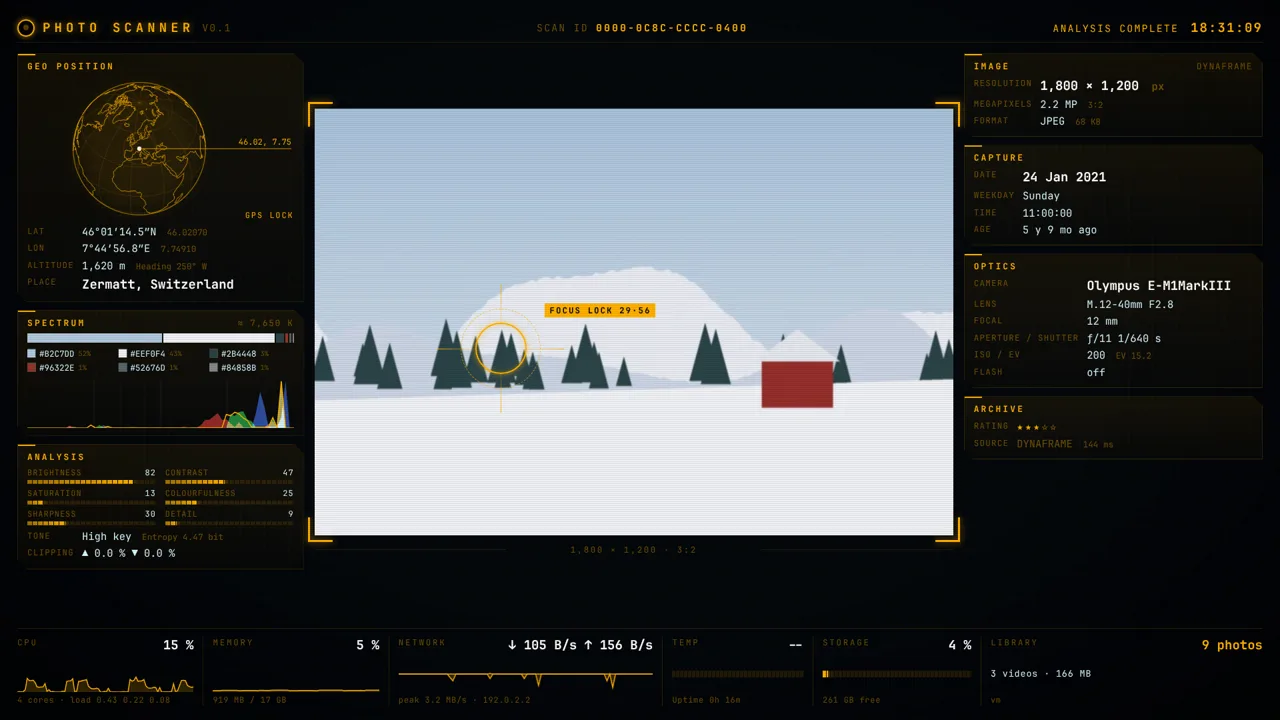 PHOTO SCANNER V0.1
SCAN ID 0000-0C8C-CCCC-0400
ANALYSIS COMPLETE 18:31:09
GEO POSITION
46.02, 7.75
GPS LOCK
LAT 46°01′14.5″N 46.02070
LON 7°44′56.8″E 7.74910
ALTITUDE 1,620 m Heading 250° W
PLACE Zermatt, Switzerland
SPECTRUM ≈ 7,650 K
#B2C7DD 52% #EEF0F4 43% #2B4448 3%
#96322E 1% #52676D 1% #84858B 1%
ANALYSIS
BRIGHTNESS 82 CONTRAST 47
SATURATION 13 COLOURFULNESS 25
SHARPNESS 30 DETAIL 9
TONE High key Entropy 4.47 bit
CLIPPING ▲ 0.0 % ▼ 0.0 %
FOCUS LOCK 29·56
1,800 × 1,200 · 3:2
IMAGE DYNAFRAME
RESOLUTION 1,800 × 1,200 px
MEGAPIXELS 2.2 MP 3:2
FORMAT JPEG 68 KB
CAPTURE
DATE 24 Jan 2021
WEEKDAY Sunday
TIME 11:00:00
AGE 5 y 9 mo ago
OPTICS
CAMERA Olympus E-M1MarkIII
LENS M.12-40mm F2.8
FOCAL 12 mm
APERTURE / SHUTTER ƒ/11 1/640 s
ISO / EV 200 EV 15.2
FLASH off
ARCHIVE
RATING ★★★☆☆
SOURCE DYNAFRAME 144 ms
CPU 15 %
4 cores · load 0.43 0.22 0.08
MEMORY 5 %
919 MB / 17 GB
NETWORK ↓ 105 B/s ↑ 156 B/s
peak 3.2 MB/s · 192.0.2.2
TEMP --
Uptime 0h 16m
STORAGE 4 %
261 GB free
LIBRARY 9 photos
3 videos · 166 MB
vm